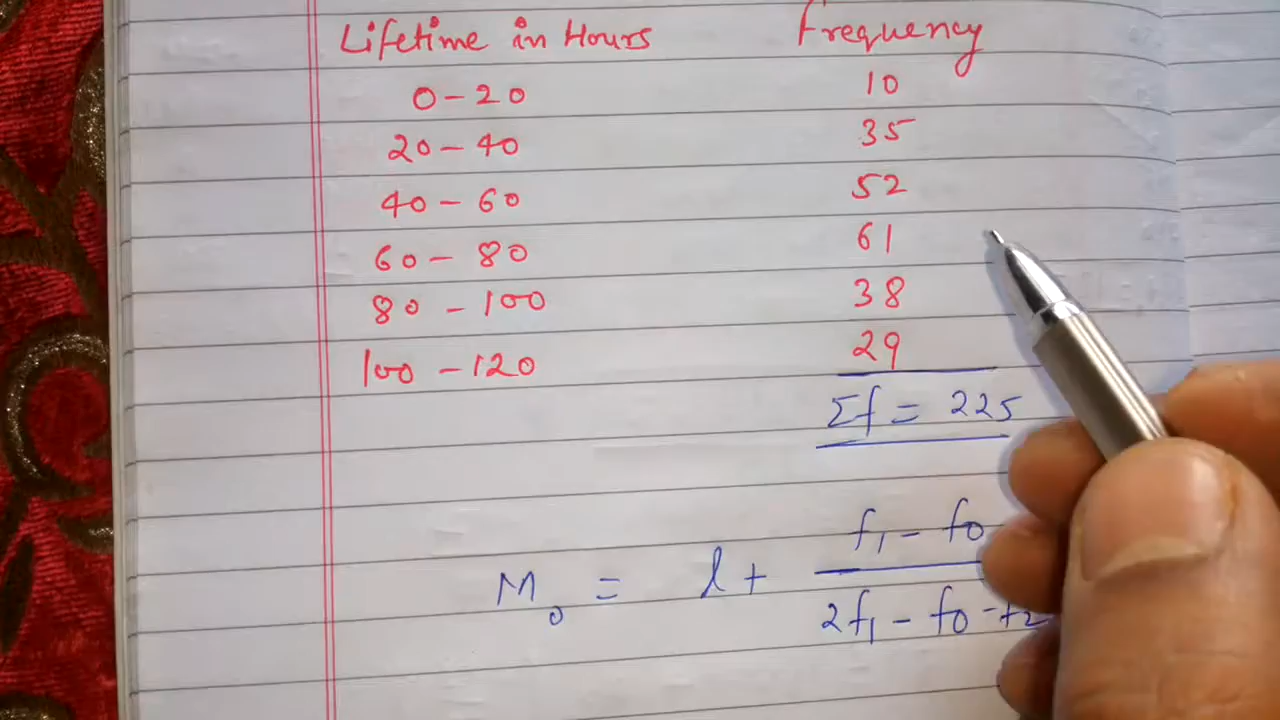 Lifetime in Hours Frequency
0-20 10
20-40 35
40-60 52
60-80 61
80-100 38
100-120 29
Σf = 225
f1 - f0
M0 = l +
2f1 - f0 - f2